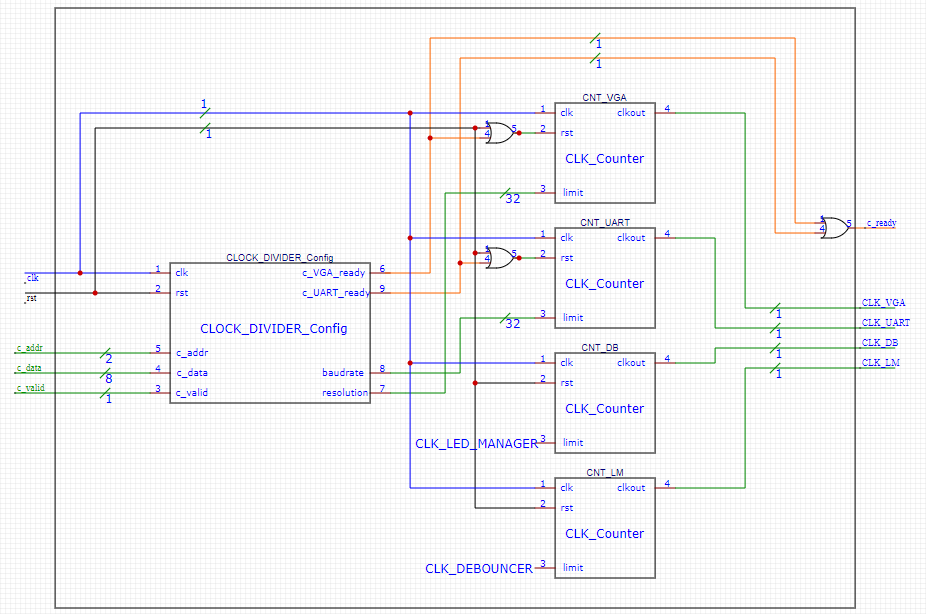 1
1
1
CNT_VGA
1 clk clkout 4
1
1
4 5
2 rst
CLK_Counter
32 3 limit
CNT_UART
4 5 c_ready
1 clk clkout 4
4 5
2 rst
CLOCK_DIVIDER_Config
clk 1 clk c_VGA_ready 6
CLK_Counter
rst 2 rst c_UART_ready 9
CLK_VGA
1
32 3 limit
CLK_UART
CLOCK_DIVIDER_Config
1
CLK_DB
c_addr 5 c_addr
CNT_DB
1
2
1 clk clkout 4
CLK_LM
c_data 4 c_data baudrate 8
8
1
2 rst
c_valid 3 c_valid resolution 7
1
CLK_Counter
CLK_LED_MANAGER 3 limit
CNT_LM
1 clk clkout 4
2 rst
CLK_Counter
CLK_DEBOUNCER 3 limit